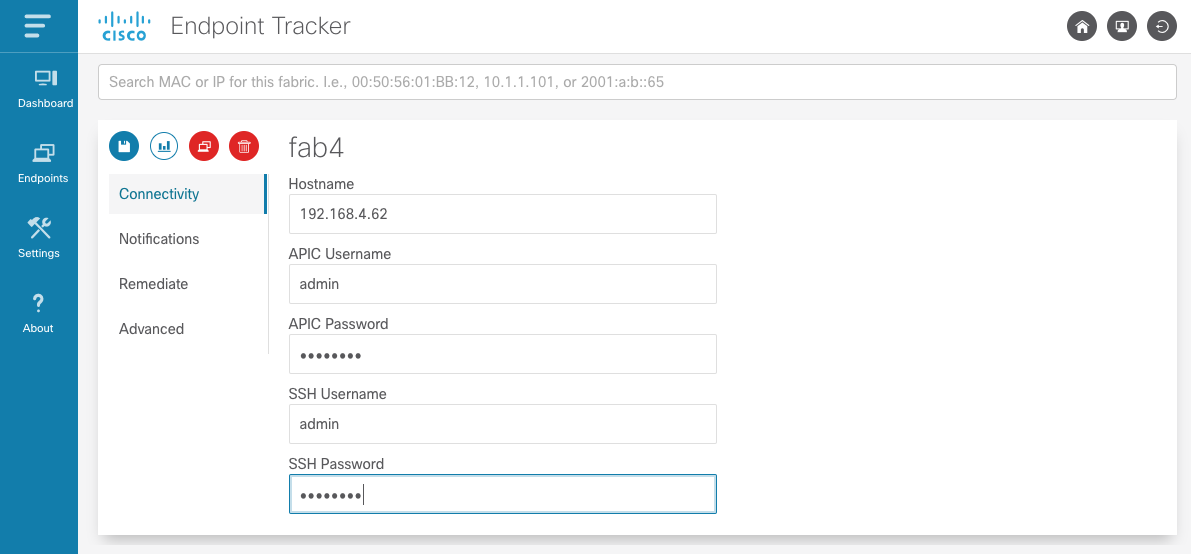 CISCO
Endpoint Tracker
Search MAC or IP for this fabric. I.e., 00:50:56:01:BB:12, 10.1.1.101, or 2001:a:b::65
Dashboard
Endpoints
Settings
?
About
fab4
Connectivity
Notifications
Remediate
Advanced
Hostname
192.168.4.62
APIC Username
admin
APIC Password
••••••••
SSH Username
admin
SSH Password
••••••••